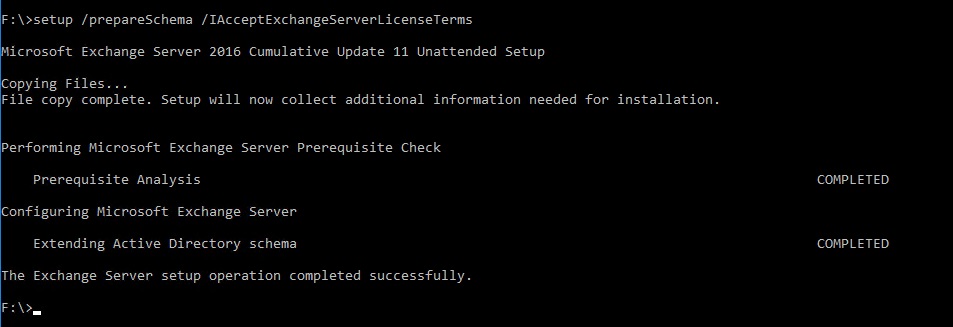 F:\>setup /prepareSchema /IAcceptExchangeServerLicenseTerms
Microsoft Exchange Server 2016 Cumulative Update 11 Unattended Setup
Copying Files...
File copy complete. Setup will now collect additional information needed for installation.
Performing Microsoft Exchange Server Prerequisite Check
Prerequisite Analysis COMPLETED
Configuring Microsoft Exchange Server
Extending Active Directory schema COMPLETED
The Exchange Server setup operation completed successfully.
F:\>